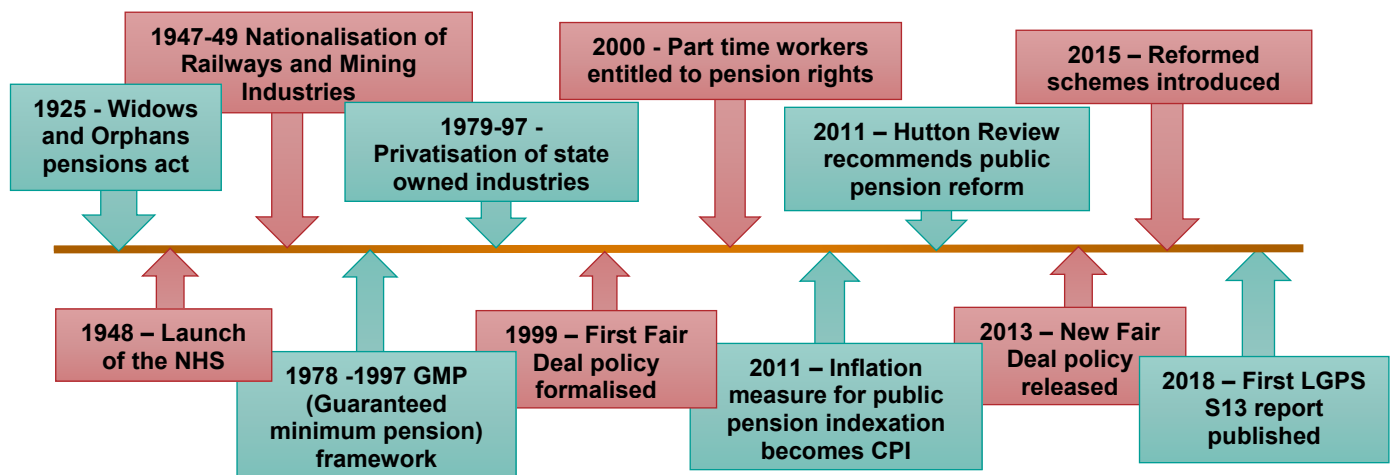 1947-49 Nationalisation of
Railways and Mining
Industries
2000 - Part time workers
entitled to pension rights
2015 – Reformed
schemes introduced
1925 - Widows
and Orphans
pensions act
1979-97 -
Privatisation of state
owned industries
2011 – Hutton Review
recommends public
pension reform
1948 – Launch
of the NHS
1978 -1997 GMP
(Guaranteed
minimum pension)
framework
1999 – First Fair
Deal policy
formalised
2011 – Inflation
measure for public
pension indexation
becomes CPI
2013 – New Fair
Deal policy
released
2018 – First LGPS
S13 report
published